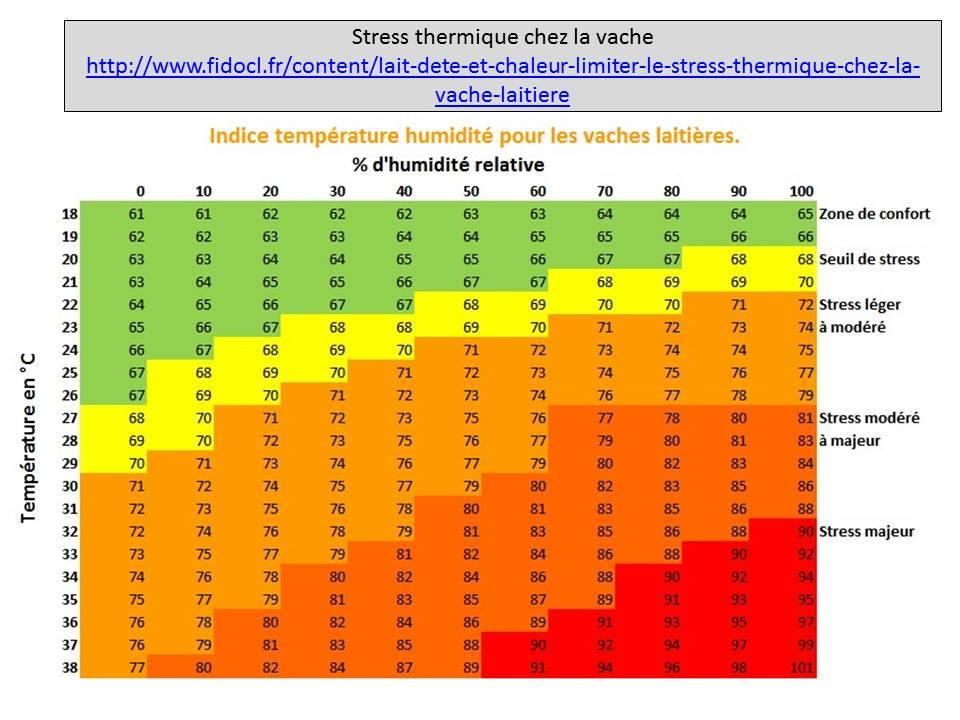 Stress thermique chez la vache
http://www.fidocl.fr/content/lait-dete-et-chaleur-limiter-le-stress-thermique-chez-la-
vache-laitiere
Indice température humidité pour les vaches laitières.
% d'humidité relative
0 10 20 30 40 50 60 70 80 90 100
18 61 61 62 62 62 63 63 64 64 64 65 Zone de confort
19 62 62 63 63 64 64 65 65 65 66 66
20 63 63 64 64 65 65 66 67 67 68 68 Seuil de stress
21 63 64 65 65 66 67 67 68 69 69 70
22 64 65 66 67 67 68 69 70 70 71 72 Stress léger
23 65 66 67 68 68 69 70 71 72 73 74 à modéré
24 66 67 68 69 70 71 72 73 74 74 75
25 67 68 69 70 71 72 73 74 75 76 77
26 67 69 70 71 72 73 74 76 77 78 79
27 68 70 71 72 73 75 76 77 78 80 81 Stress modéré
28 69 70 72 73 75 76 77 79 80 81 83 à majeur
29 70 71 73 74 76 77 79 80 82 83 84
30 71 72 74 75 77 79 80 82 83 85 86
31 72 73 75 76 78 80 81 83 85 86 88
32 72 74 76 78 79 81 83 85 86 88 90 Stress majeur
33 73 75 77 79 81 82 84 86 88 90 92
34 74 76 78 80 82 84 86 88 90 92 94
35 75 77 79 81 83 85 87 89 91 93 95
36 76 78 80 82 84 86 89 91 93 95 97
37 76 79 81 83 85 88 90 92 94 97 99
38 77 80 82 84 87 89 91 94 96 98 101
Température en °C